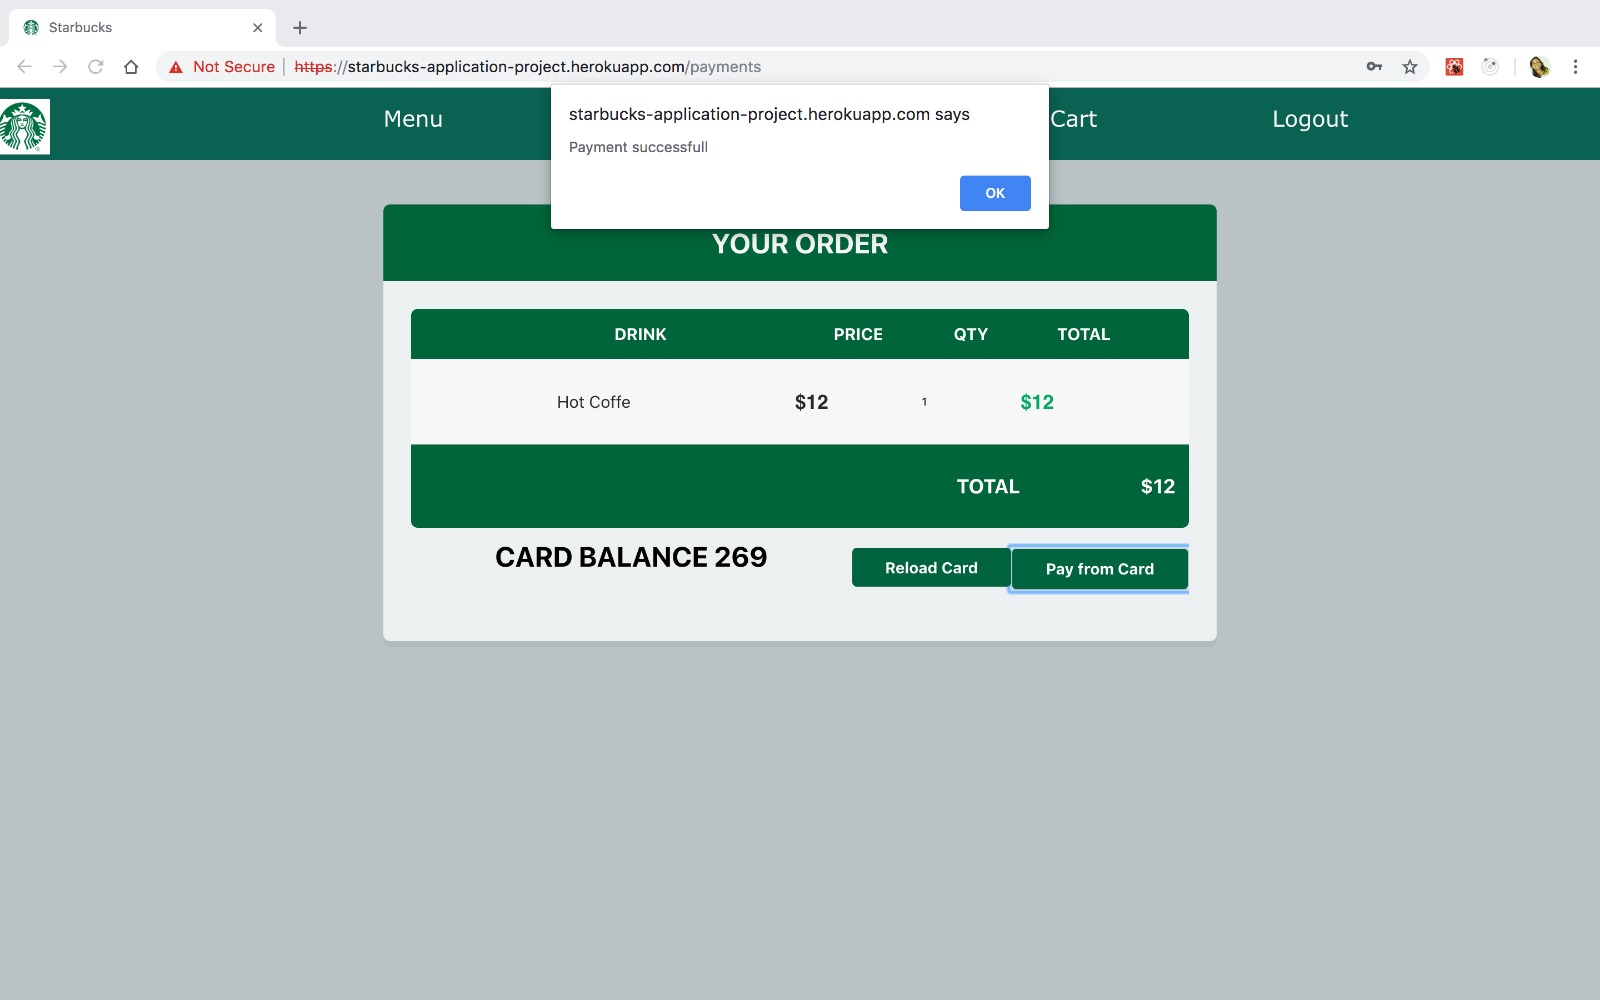 Starbucks
Not Secure | https://starbucks-application-project.herokuapp.com/payments
Menu
Cart
Logout
starbucks-application-project.herokuapp.com says
Payment successfull
OK
YOUR ORDER
DRINK PRICE QTY TOTAL
Hot Coffe $12 1 $12
TOTAL $12
CARD BALANCE 269
Reload Card
Pay from Card